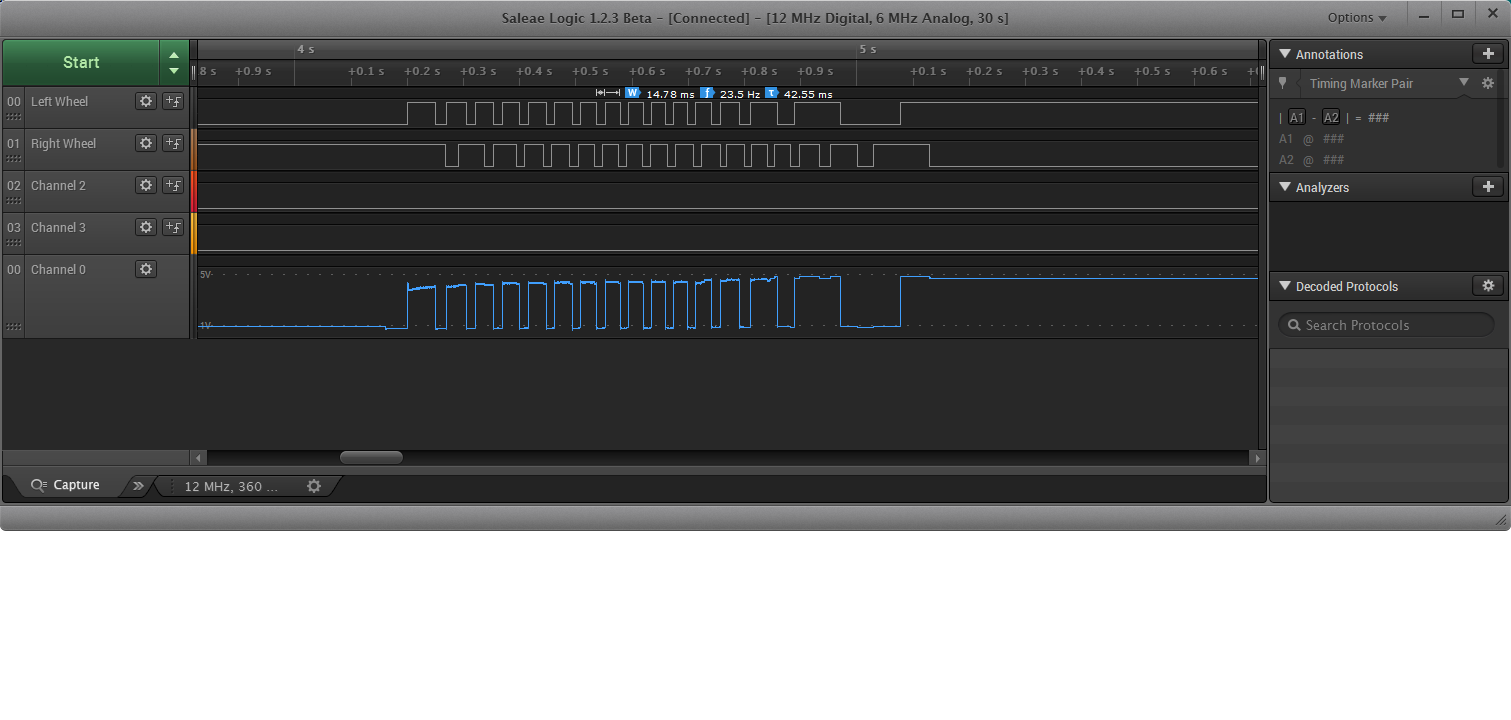 Saleae Logic 1.2.3 Beta - [Connected] - [12 MHz Digital, 6 MHz Analog, 30 s]
Options
Start
4 s 5 s
8 s +0.9 s +0.1 s +0.2 s +0.3 s +0.4 s +0.5 s +0.6 s +0.7 s +0.8 s +0.9 s +0.1 s +0.2 s +0.3 s +0.4 s +0.5 s +0.6 s
W 14.78 ms f 23.5 Hz T 42.55 ms
00 Left Wheel
01 Right Wheel
02 Channel 2
03 Channel 3
00 Channel 0
5V
1V
Capture
12 MHz, 360 ...
Annotations
Timing Marker Pair
| A1 - A2 | = ###
A1 @ ###
A2 @ ###
Analyzers
Decoded Protocols
Search Protocols